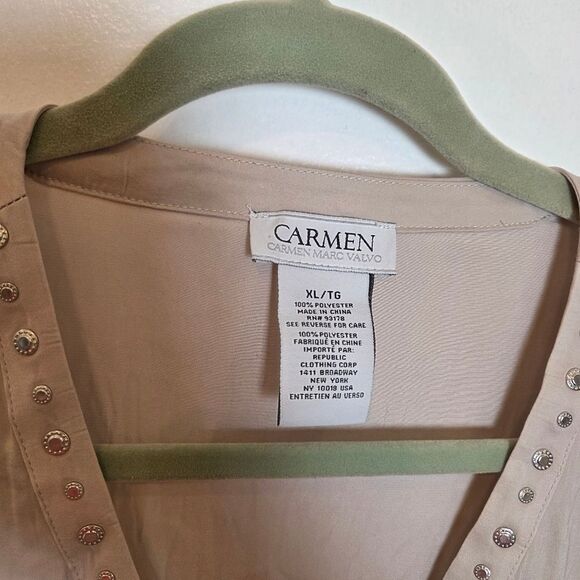 CARMEN
CARMEN MARC VALVO
XL/TG
100% POLYESTER
MADE IN CHINA
RN# 93178
SEE REVERSE FOR CARE
100% POLYESTER
FABRIQUÉ EN CHINE
IMPORTÉ PAR:
REPUBLIC
CLOTHING CORP
1411 BROADWAY
NEW YORK
NY 10018 USA
ENTRETIEN AU VERSO